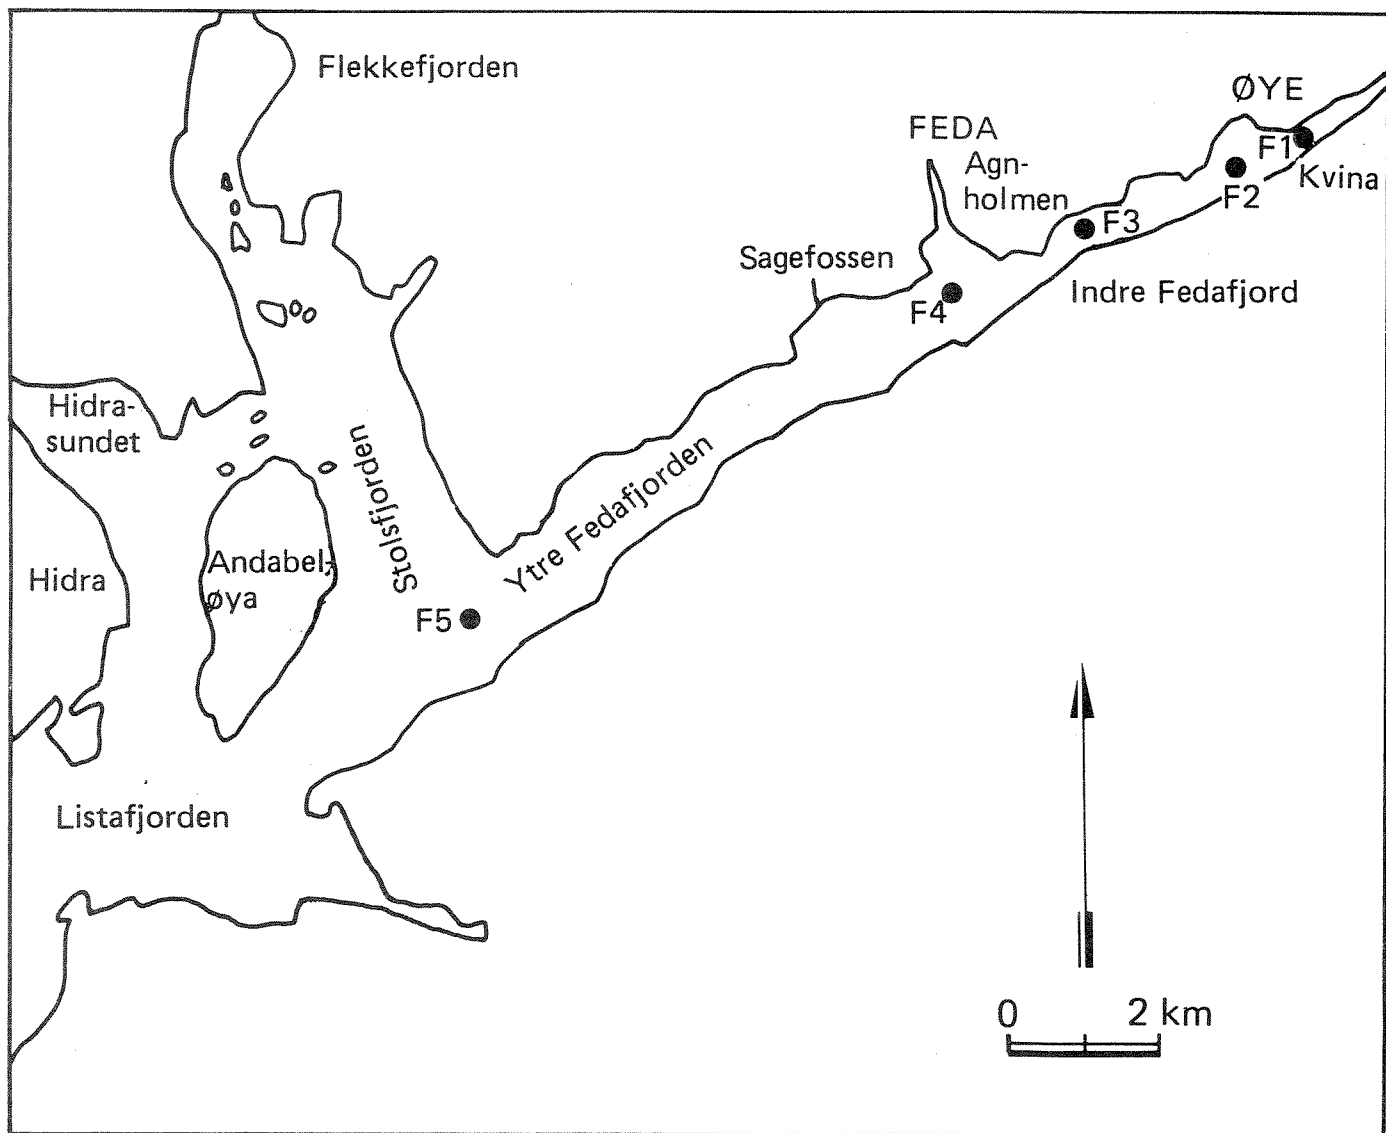 Flekkefjorden
ØYE
FEDA
F1
Agn-
holmen
Kvina
F2
F3
Sagefossen
Indre Fedafjord
F4
Hidra-
sundet
Stolsfjorden
Ytre Fedafjorden
Hidra
Andabel-
øya
F5
Listafjorden
0 2 km